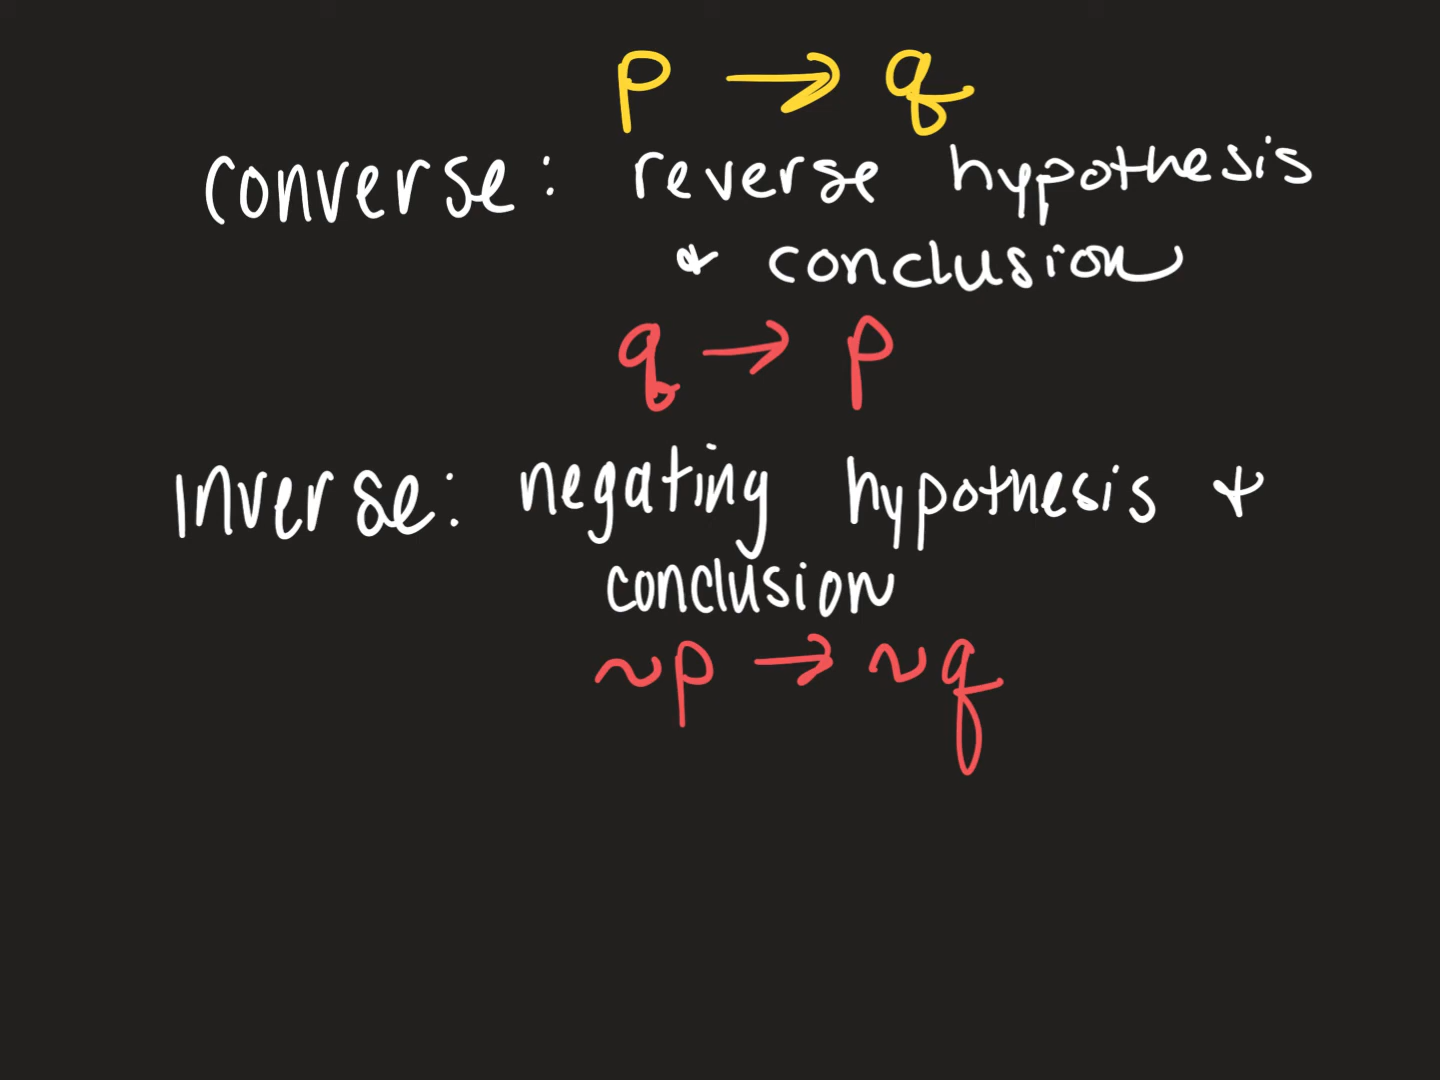 p → q
converse: reverse hypothesis
& conclusion
q → p
Inverse: negating hypothesis &
conclusion
~p → ~q